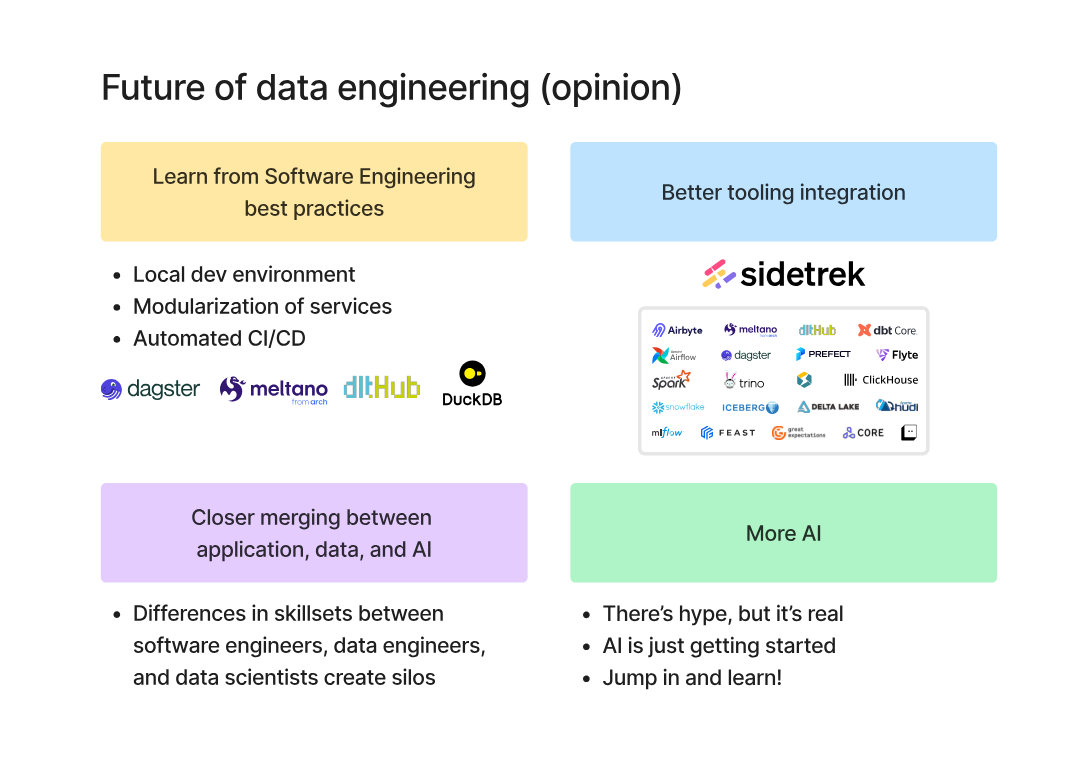 Future of data engineering (opinion)
Learn from Software Engineering
best practices
• Local dev environment
• Modularization of services
• Automated CI/CD
dagster
meltano
from arch
dltHub
DuckDB
Better tooling integration
sidetrek
Airbyte
meltano
from arch
dltHub
dbt Core
Airflow
dagster
PREFECT
Flyte
APACHE
Spark
trino
ClickHouse
snowflake
ICEBERG
DELTA LAKE
hudi
mlflow
FEAST
great
expectations
CORE
Closer merging between
application, data, and AI
• Differences in skillsets between
software engineers, data engineers,
and data scientists create silos
More AI
• There’s hype, but it’s real
• AI is just getting started
• Jump in and learn!